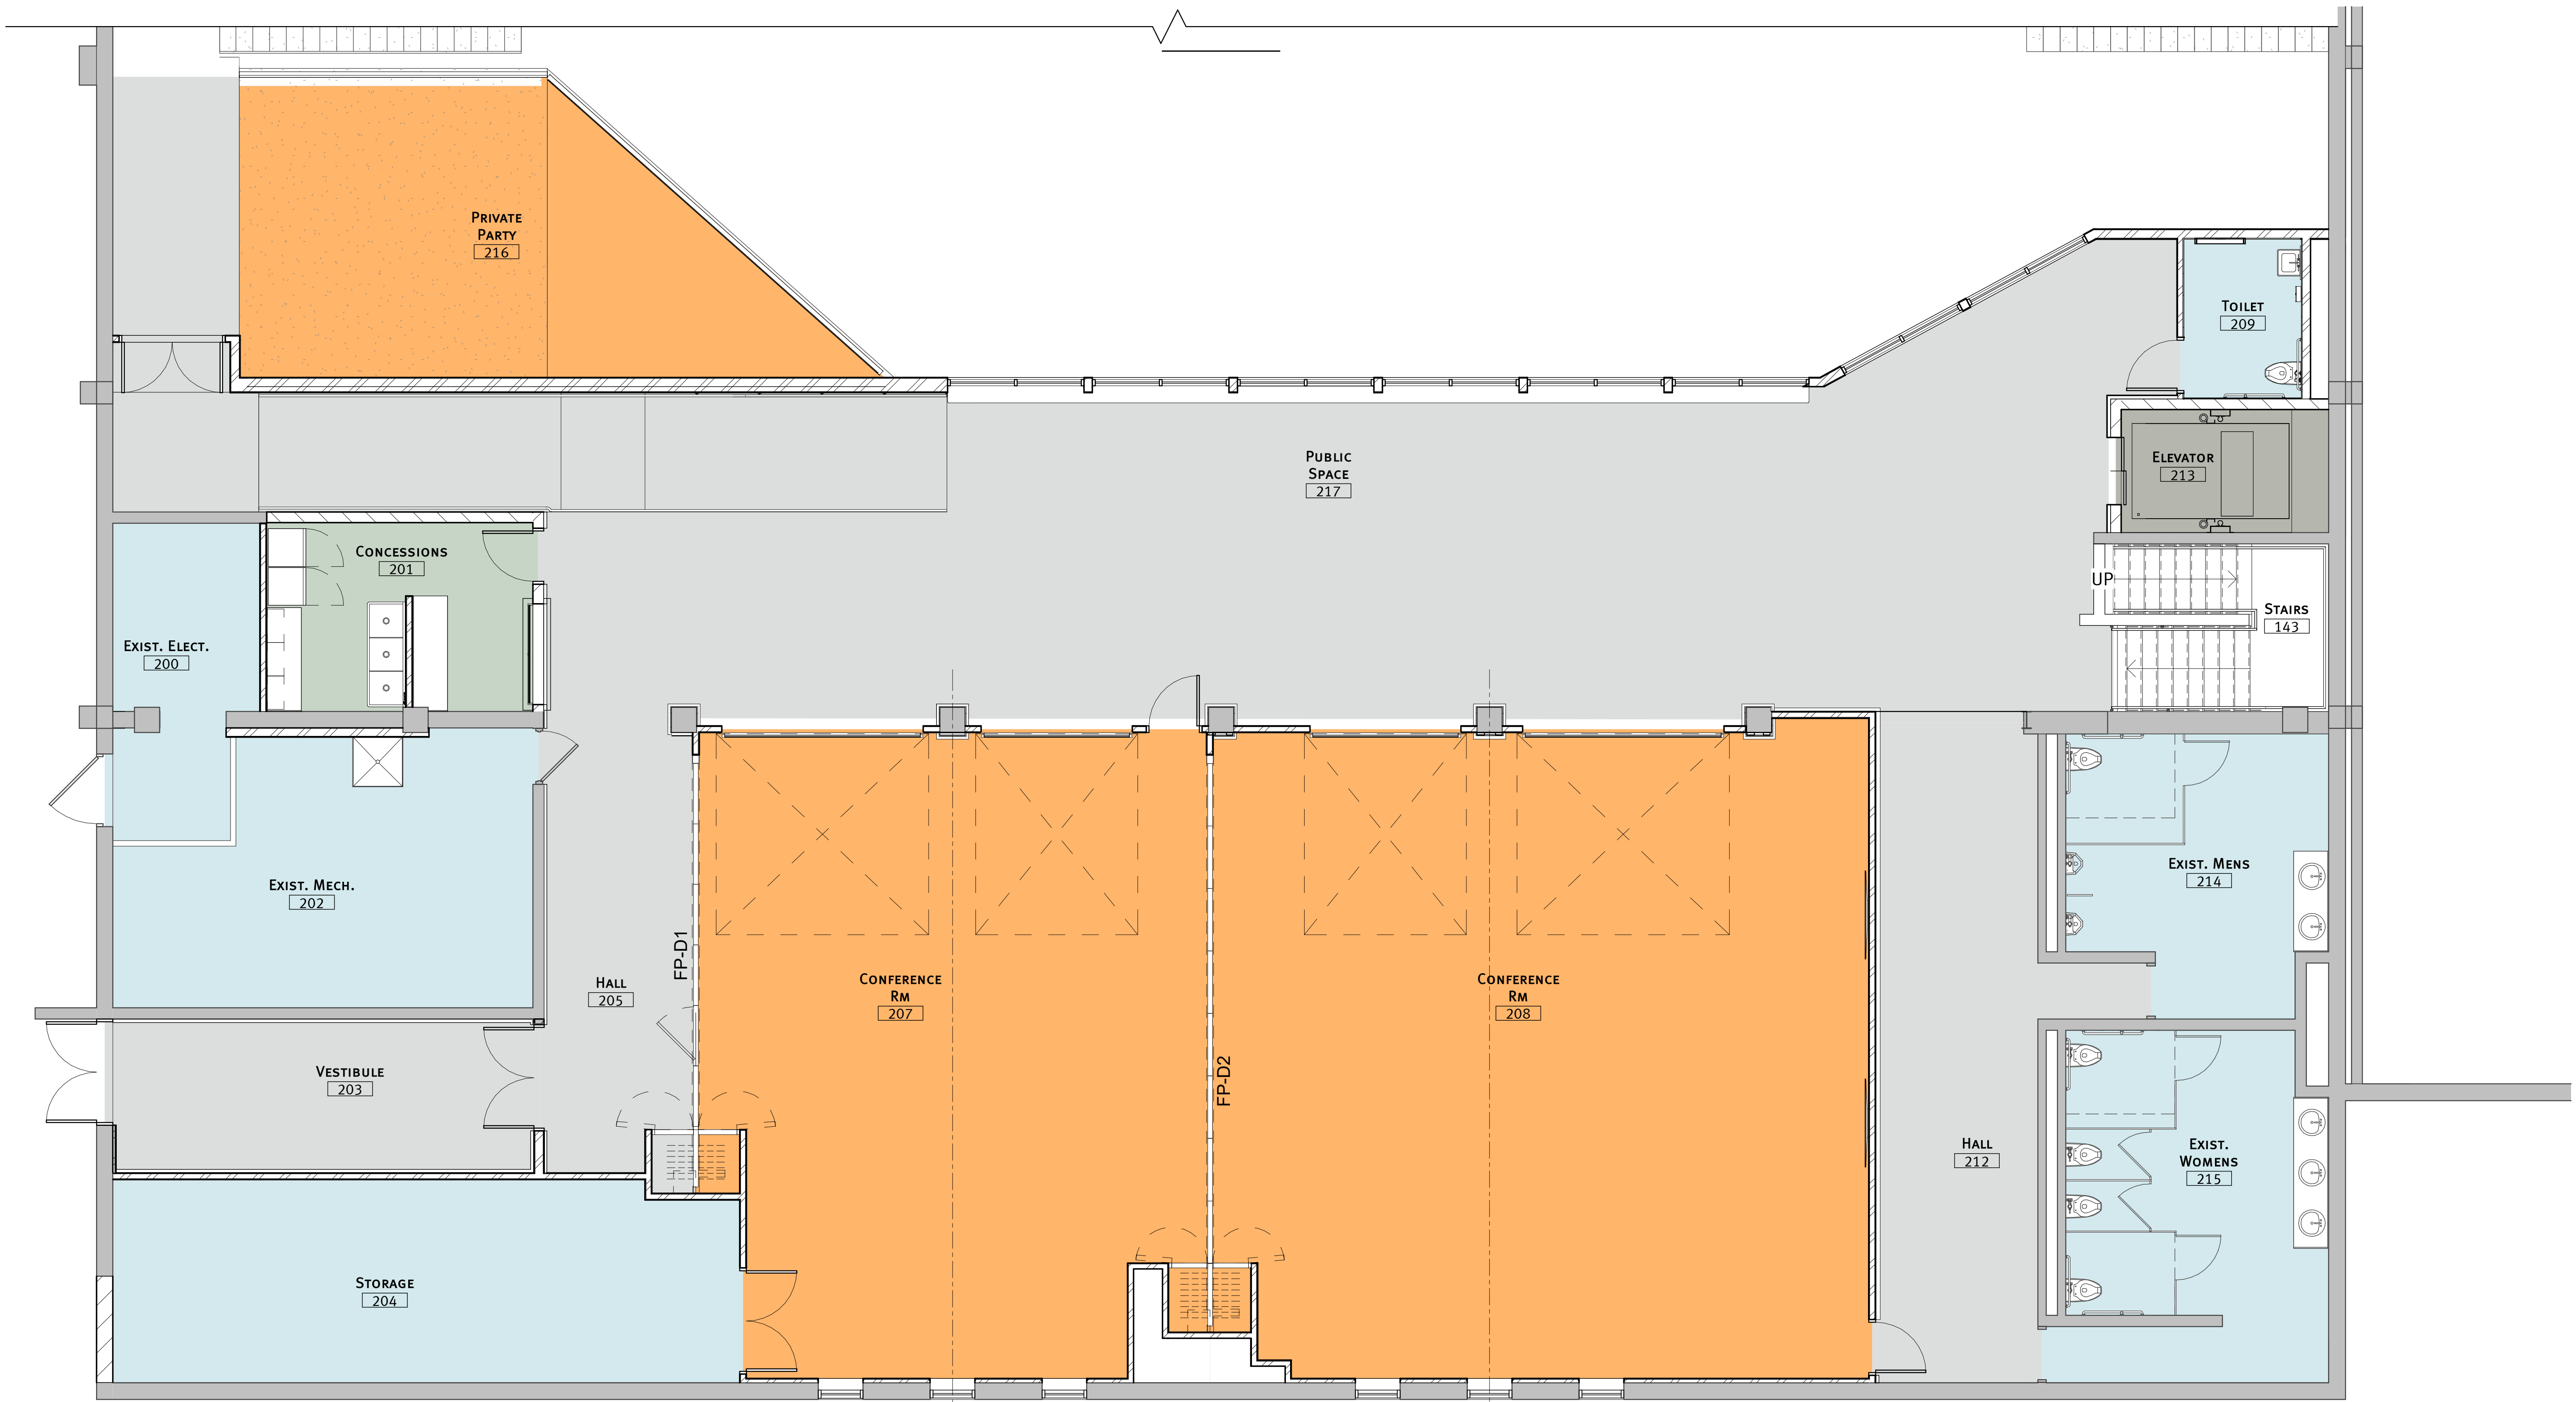 PRIVATE
PARTY
216
TOILET
209
PUBLIC
SPACE
217
ELEVATOR
213
CONCESSIONS
201
UP
STAIRS
143
EXIST. ELECT.
200
EXIST. MENS
214
EXIST. MECH.
202
FP-D1
HALL
205
CONFERENCE
RM
207
CONFERENCE
RM
208
VESTIBULE
203
FP-D2
HALL
212
EXIST.
WOMENS
215
STORAGE
204